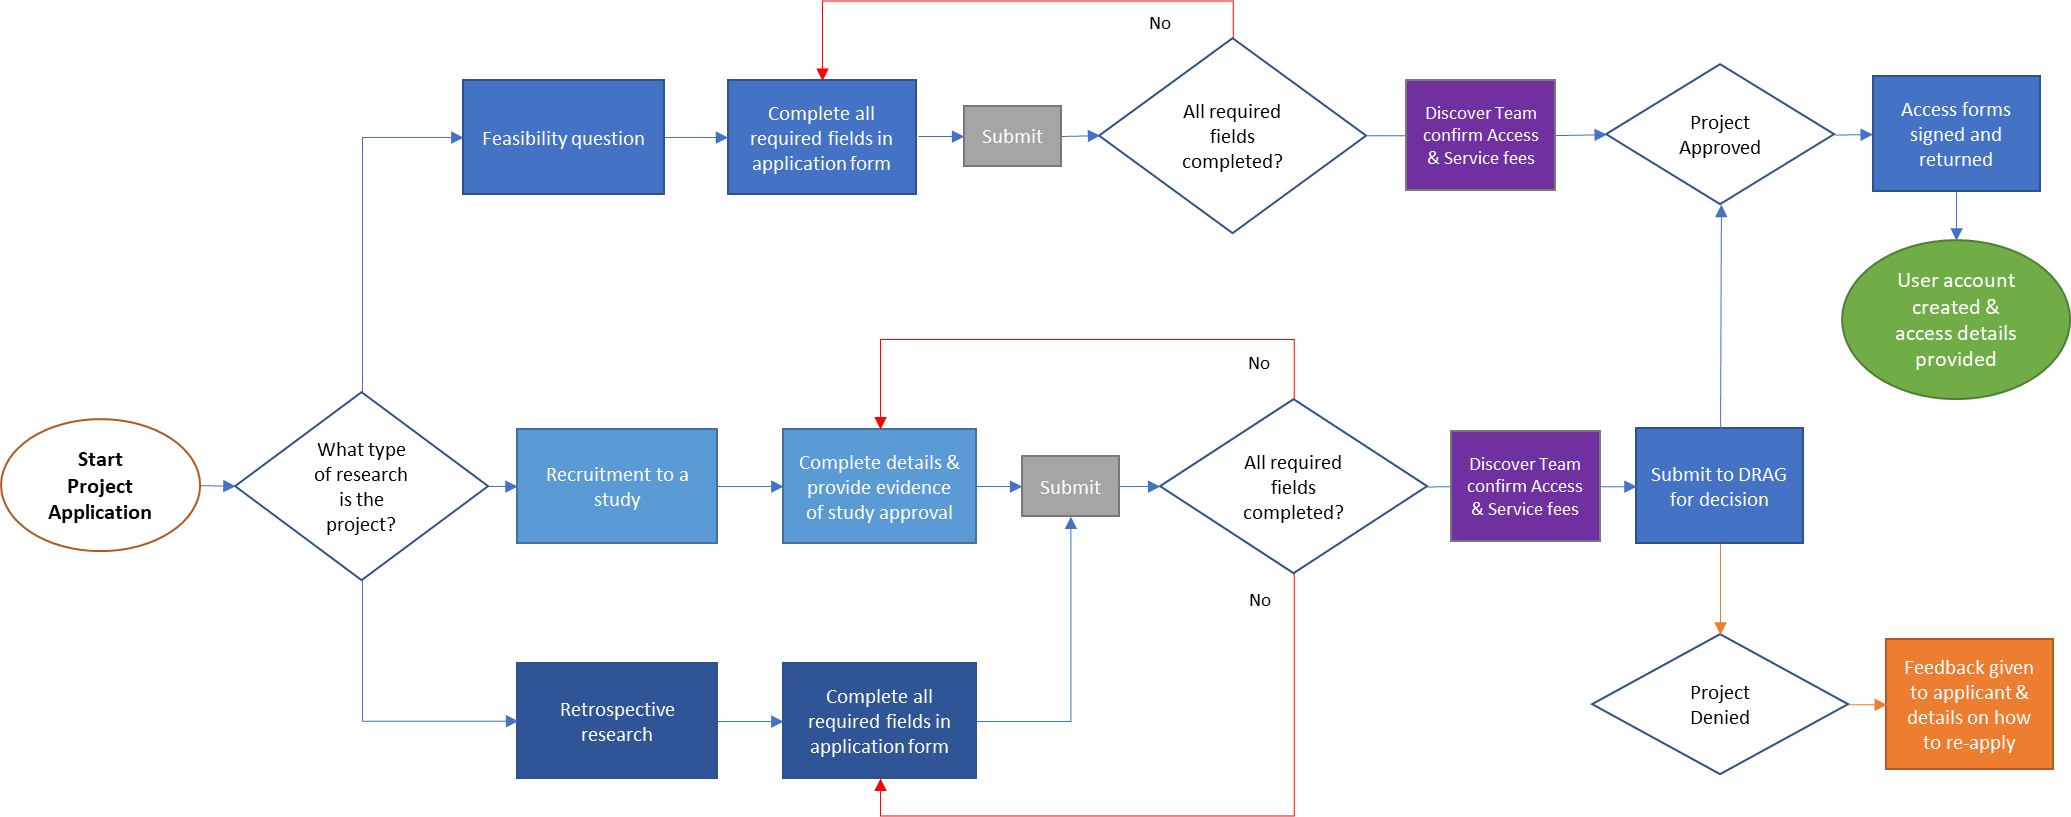 No
Feasibility question
Complete all
required fields in
application form
Submit
All required
fields
completed?
Discover Team
confirm Access
& Service fees
Project
Approved
Access forms
signed and
returned
User account
created &
access details
provided
Start
Project
Application
What type
of research
is the
project?
No
Recruitment to a
study
Complete details &
provide evidence
of study approval
Submit
All required
fields
completed?
Discover Team
confirm Access
& Service fees
Submit to DRAG
for decision
No
Retrospective
research
Complete all
required fields in
application form
Project
Denied
Feedback given
to applicant &
details on how
to re-apply